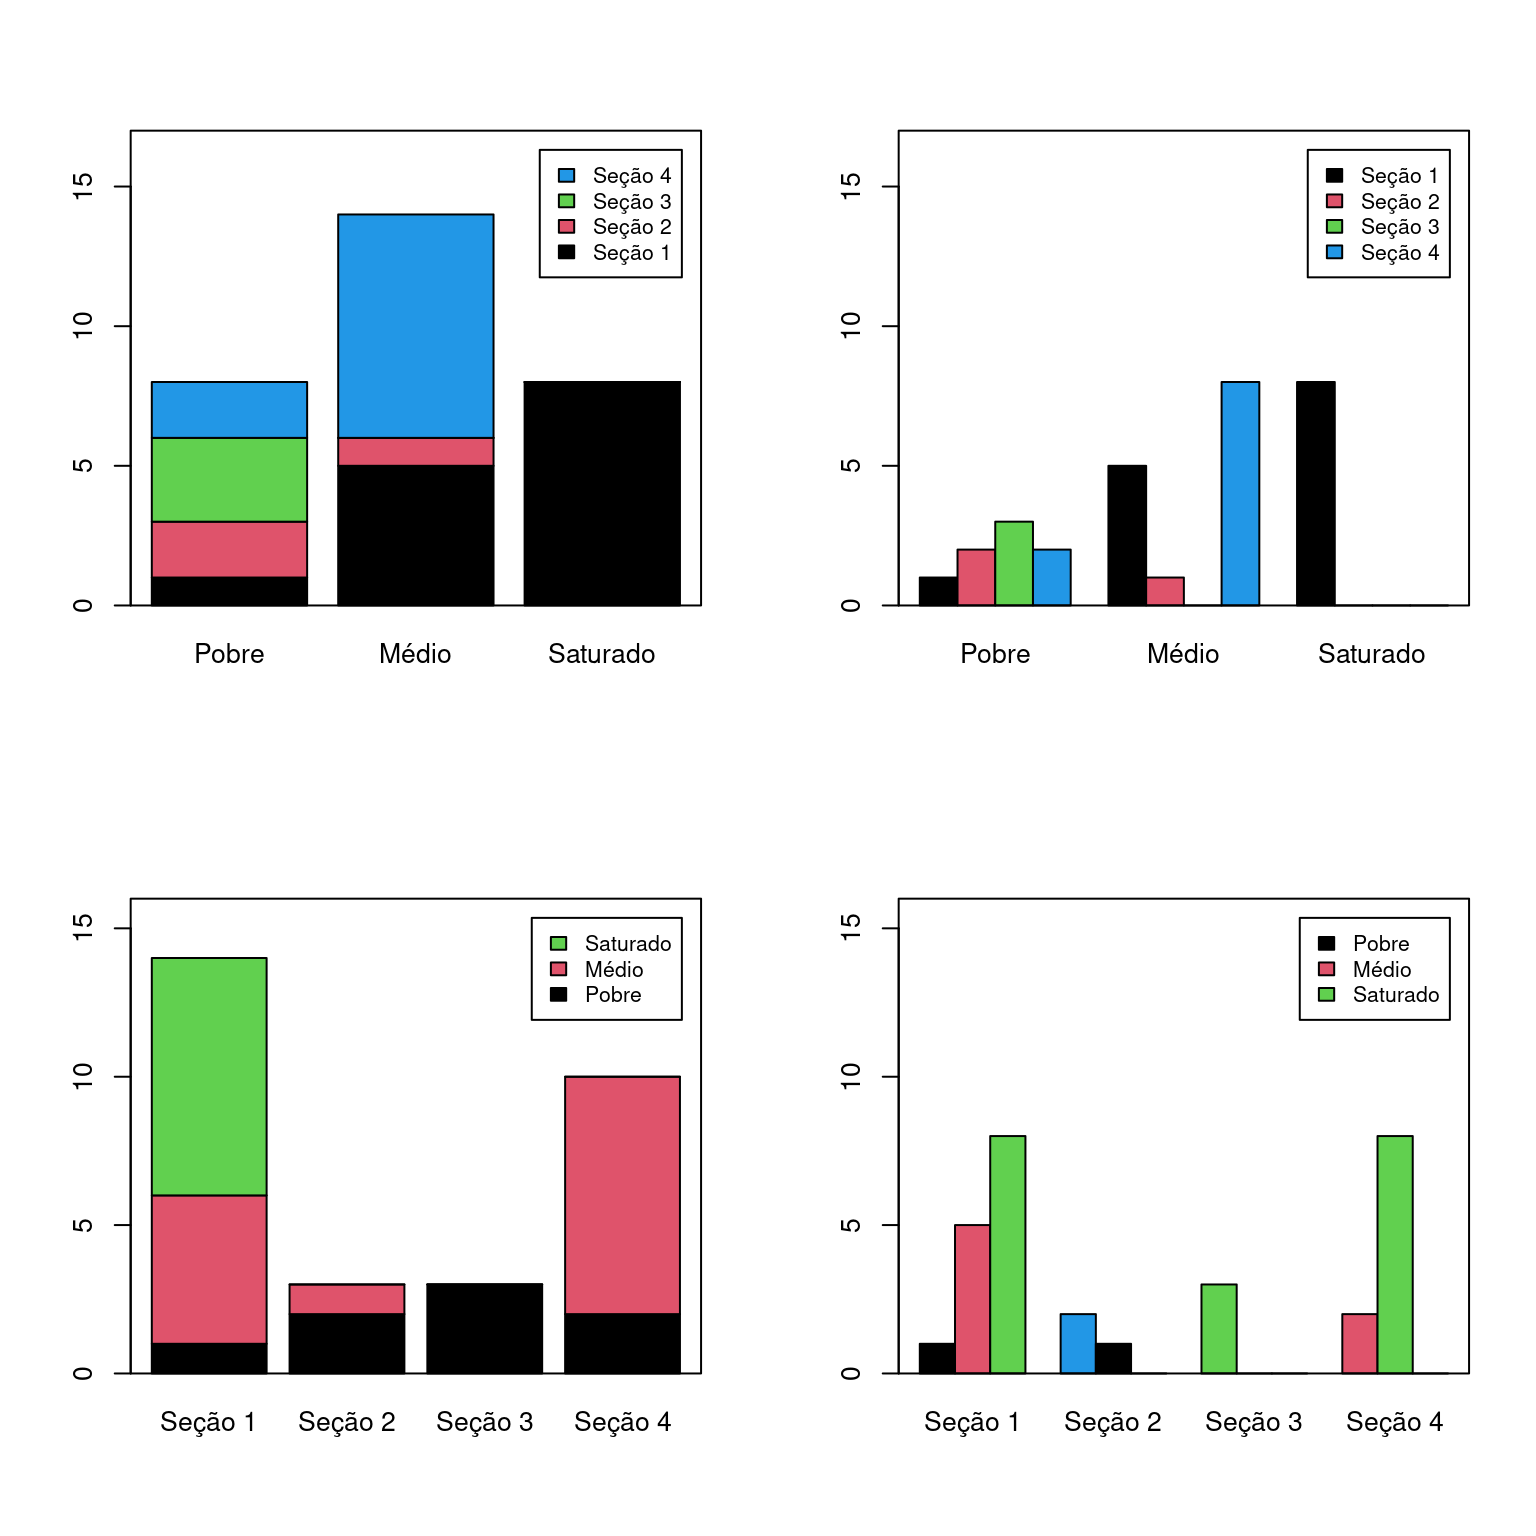 15
10
5
0
Seção 4
Seção 3
Seção 2
Seção 1
Pobre Médio Saturado
15
10
5
0
Seção 1
Seção 2
Seção 3
Seção 4
Pobre Médio Saturado
15
10
5
0
Saturado
Médio
Pobre
Seção 1 Seção 2 Seção 3 Seção 4
15
10
5
0
Pobre
Médio
Saturado
Seção 1 Seção 2 Seção 3 Seção 4